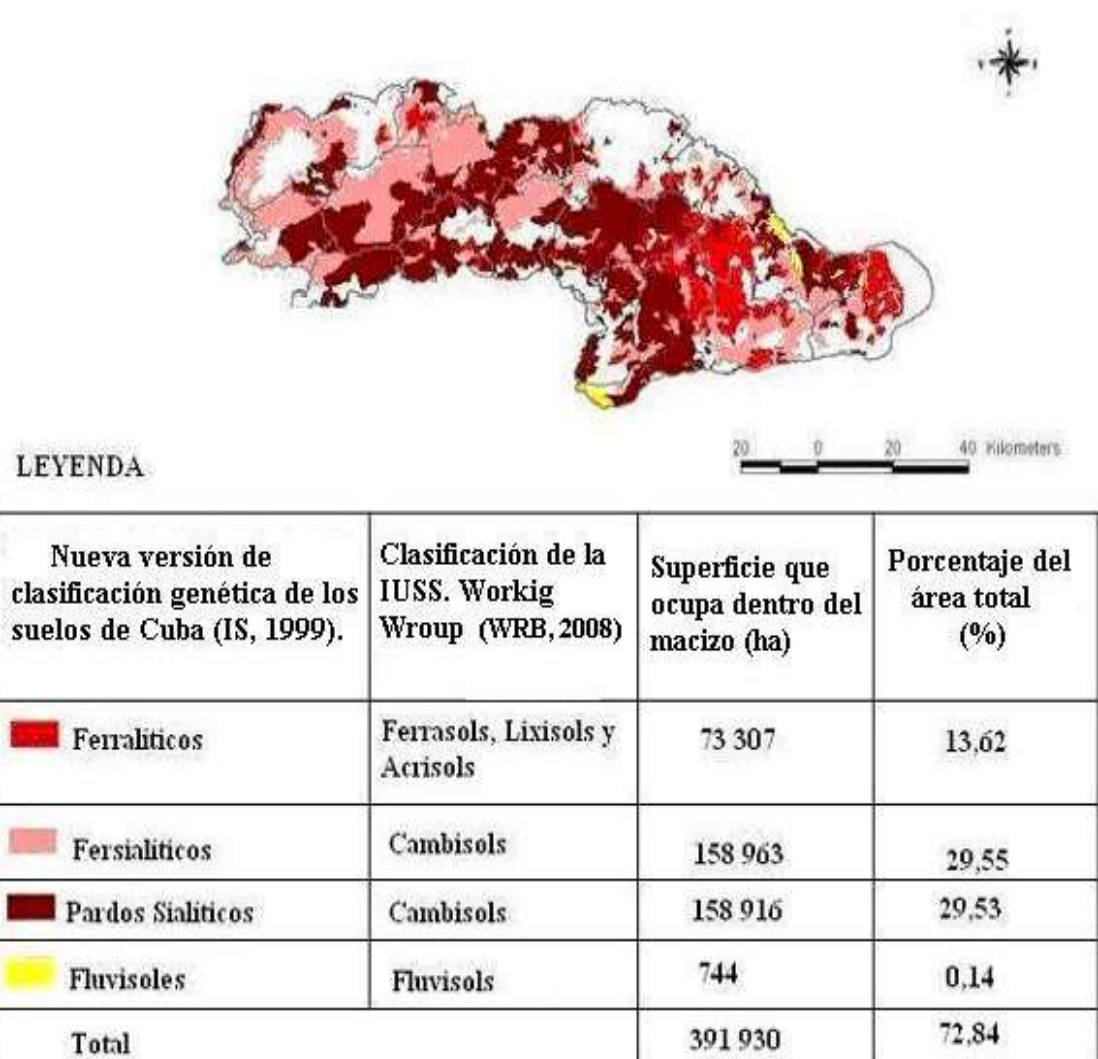 20 0 20 40 Kilometers
LEYENDA
Nueva versión de
clasificación genética de los
suelos de Cuba (IS, 1999).
Clasificación de la
IUSS. Workig
Wroup (WRB, 2008)
Superficie que
ocupa dentro del
macizo (ha)
Porcentaje del
área total
(%)
Ferralíticos
Ferrasols, Lixisols y
Acrisols
73 307
13,62
Fersialíticos
Cambisols
158 963
29,55
Pardos Sialíticos
Cambisols
158 916
29,53
Fluvisoles
Fluvisols
744
0,14
Total
391 930
72,84